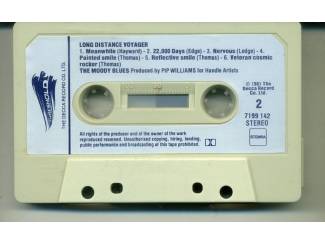 LONG DISTANCE VOYAGER
1. Meanwhile (Hayward) - 2. 22,000 Days (Edge) - 3. Nervous (Lodge) - 4.
Painted smile (Thomas) - 5. Reflective smile (Thomas) - 6. Veteran cosmic
rocker (Thomas)
THE MOODY BLUES Produced by PIP WILLIAMS for Threshold Artists
THRESHOLD
THE DECCA RECORD CO. LTD.
℗ 1981 The
Decca Record
Co. Ltd.
2
7199 142
STEREO
All rights of the producer and of the owner of the work
reproduced reserved. Unauthorised copying, hiring, lending,
public performance and broadcasting of this tape prohibited.
STEMRA